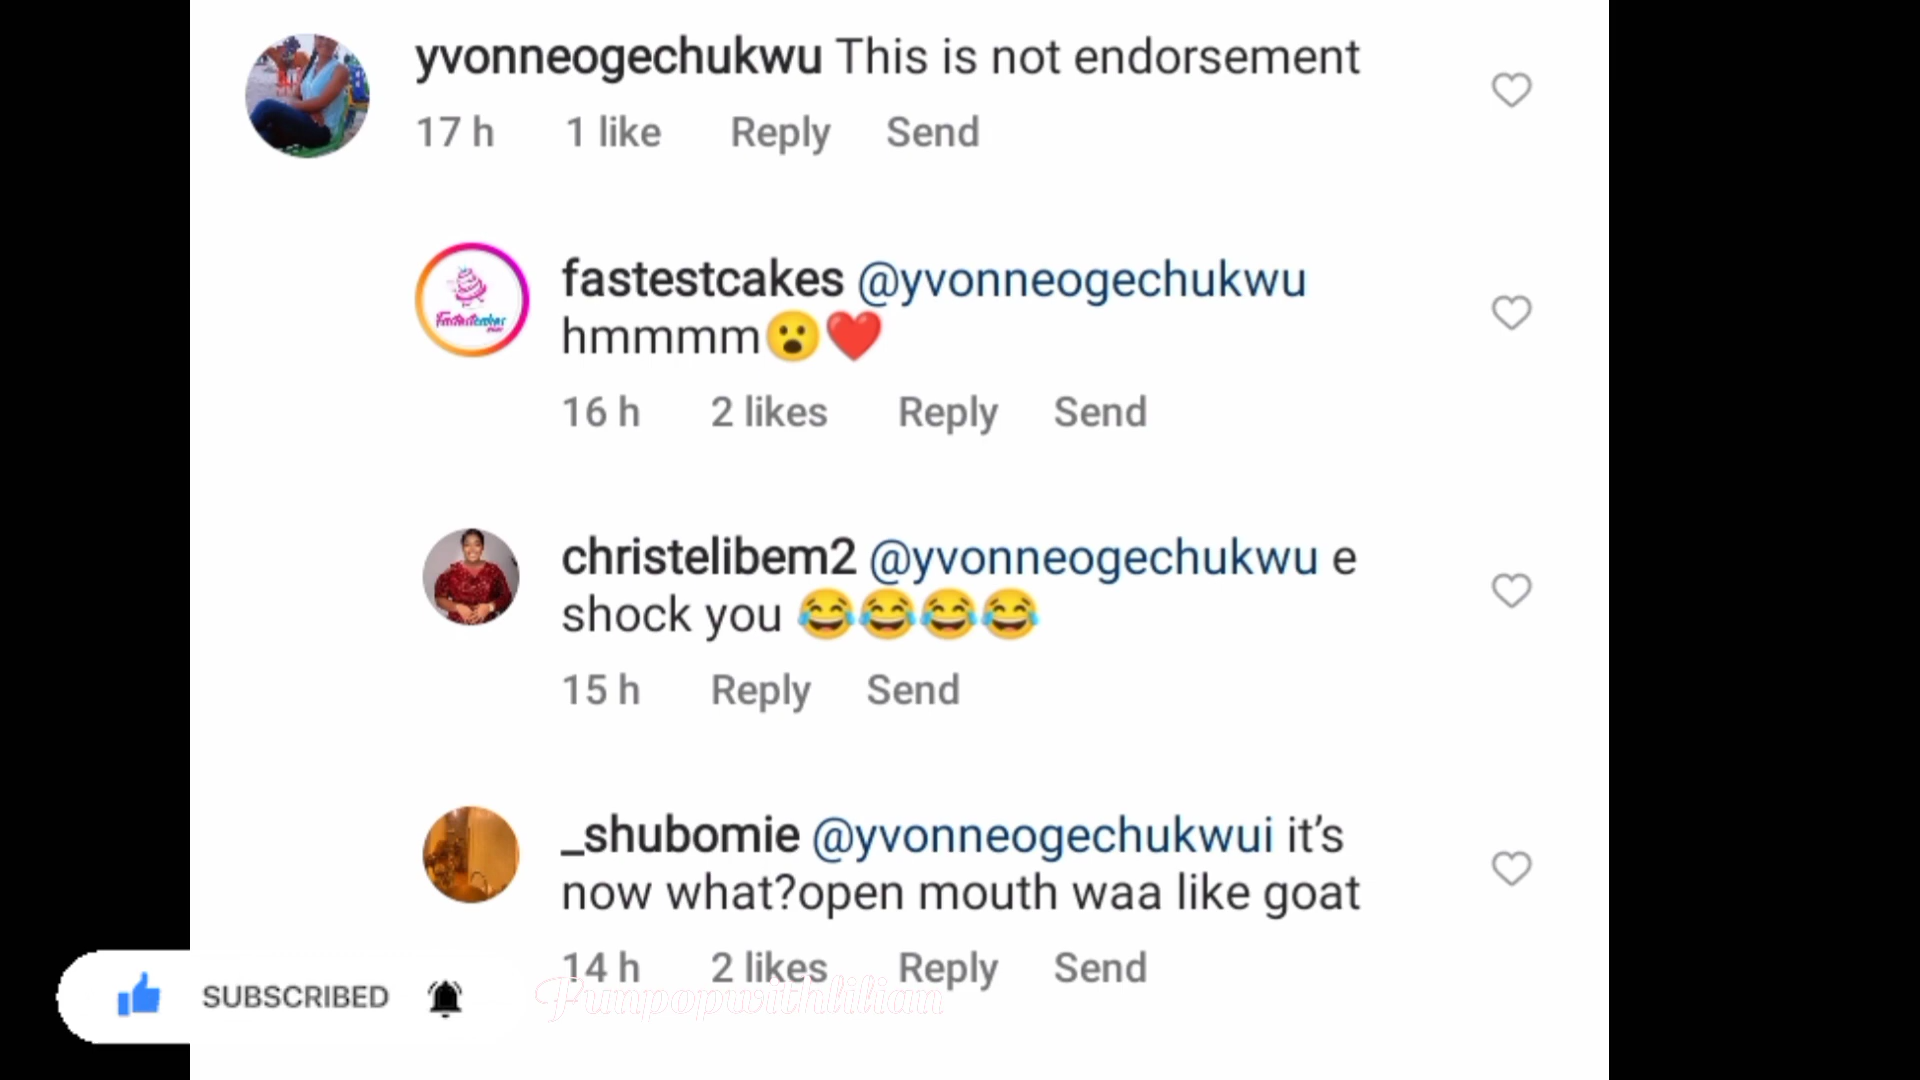 yvonneogechukwu This is not endorsement
17 h 1 like Reply Send
fastestcakes @yvonneogechukwu
hmmmm😮❤️
16 h 2 likes Reply Send
christelibem2 @yvonneogechukwu e
shock you 😂😂😂😂
15 h Reply Send
_shubomie @yvonneogechukwui it’s
now what?open mouth waa like goat
14 h 2 likes Reply Send
SUBSCRIBED
Funpopwithlilian